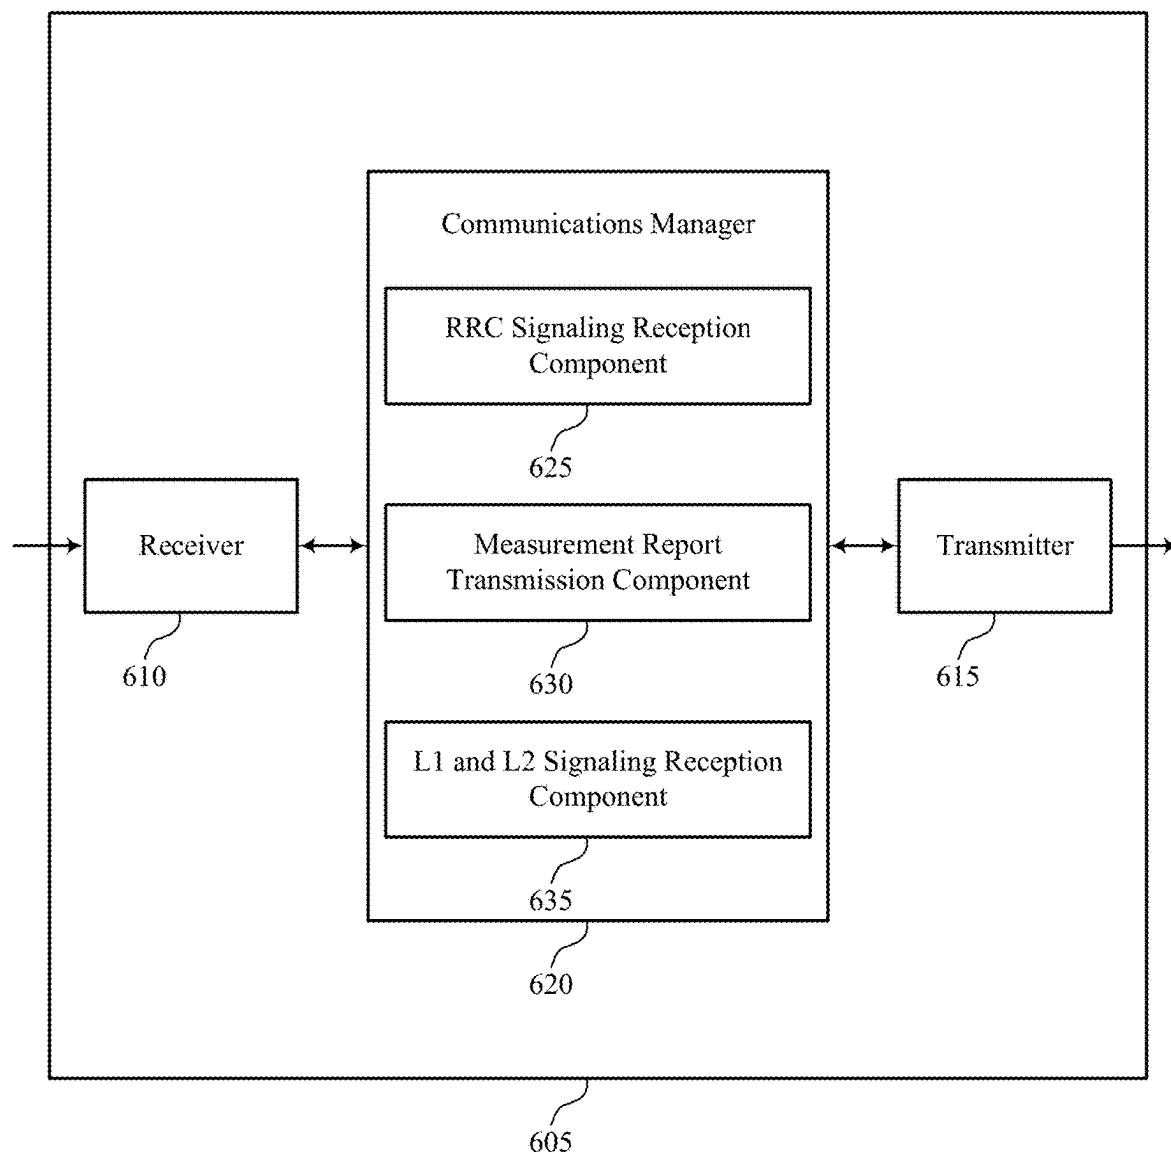 Communications Manager
RRC Signaling Reception
Component
625
Receiver
610
Measurement Report
Transmission Component
630
Transmitter
615
L1 and L2 Signaling Reception
Component
635
620
605